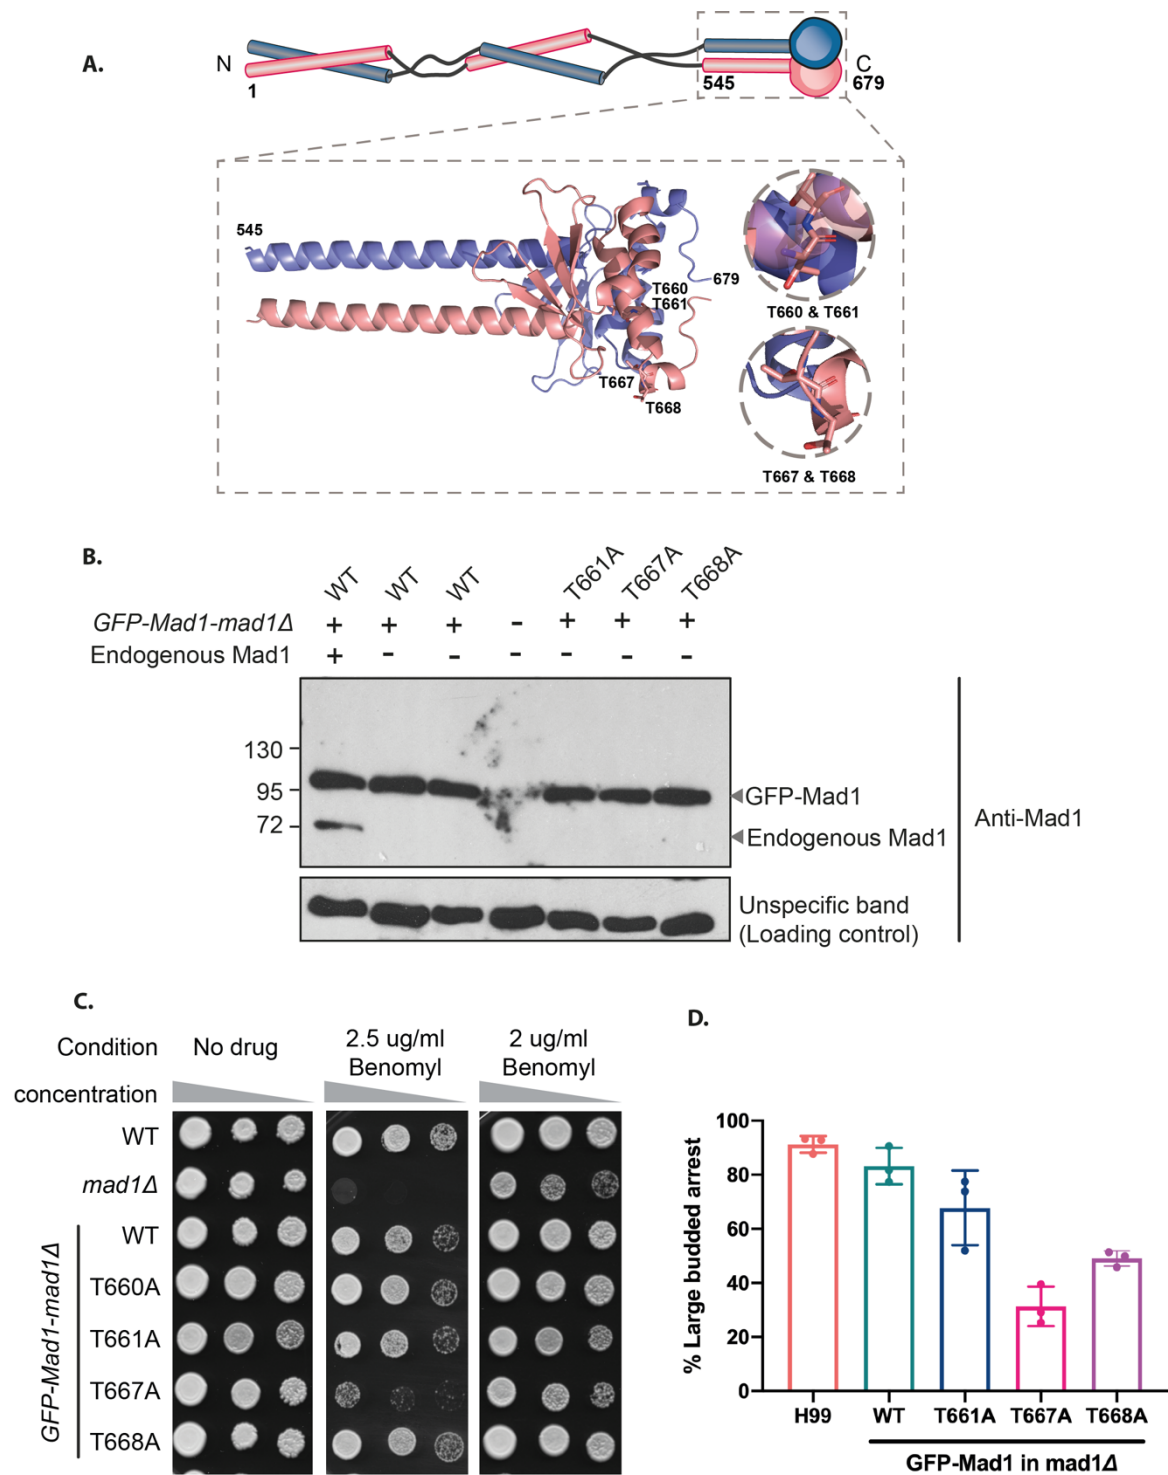 A.
N
1
545
C
679
545
679
T660
T661
T667
T668
T660 & T661
T667 & T668
B.
WT WT WT T661A T667A T668A
GFP-Mad1-mad1Δ + + + - + + +
Endogenous Mad1 + - - - - - -
130
95
72
GFP-Mad1
Endogenous Mad1
Anti-Mad1
Unspecific band
(Loading control)
C.
Condition No drug 2.5 ug/ml Benomyl 2 ug/ml Benomyl
concentration
WT
mad1Δ
GFP-Mad1-mad1Δ
WT
T660A
T661A
T667A
T668A
D.
% Large budded arrest
100
80
60
40
20
0
H99 WT T661A T667A T668A
GFP-Mad1 in mad1Δ